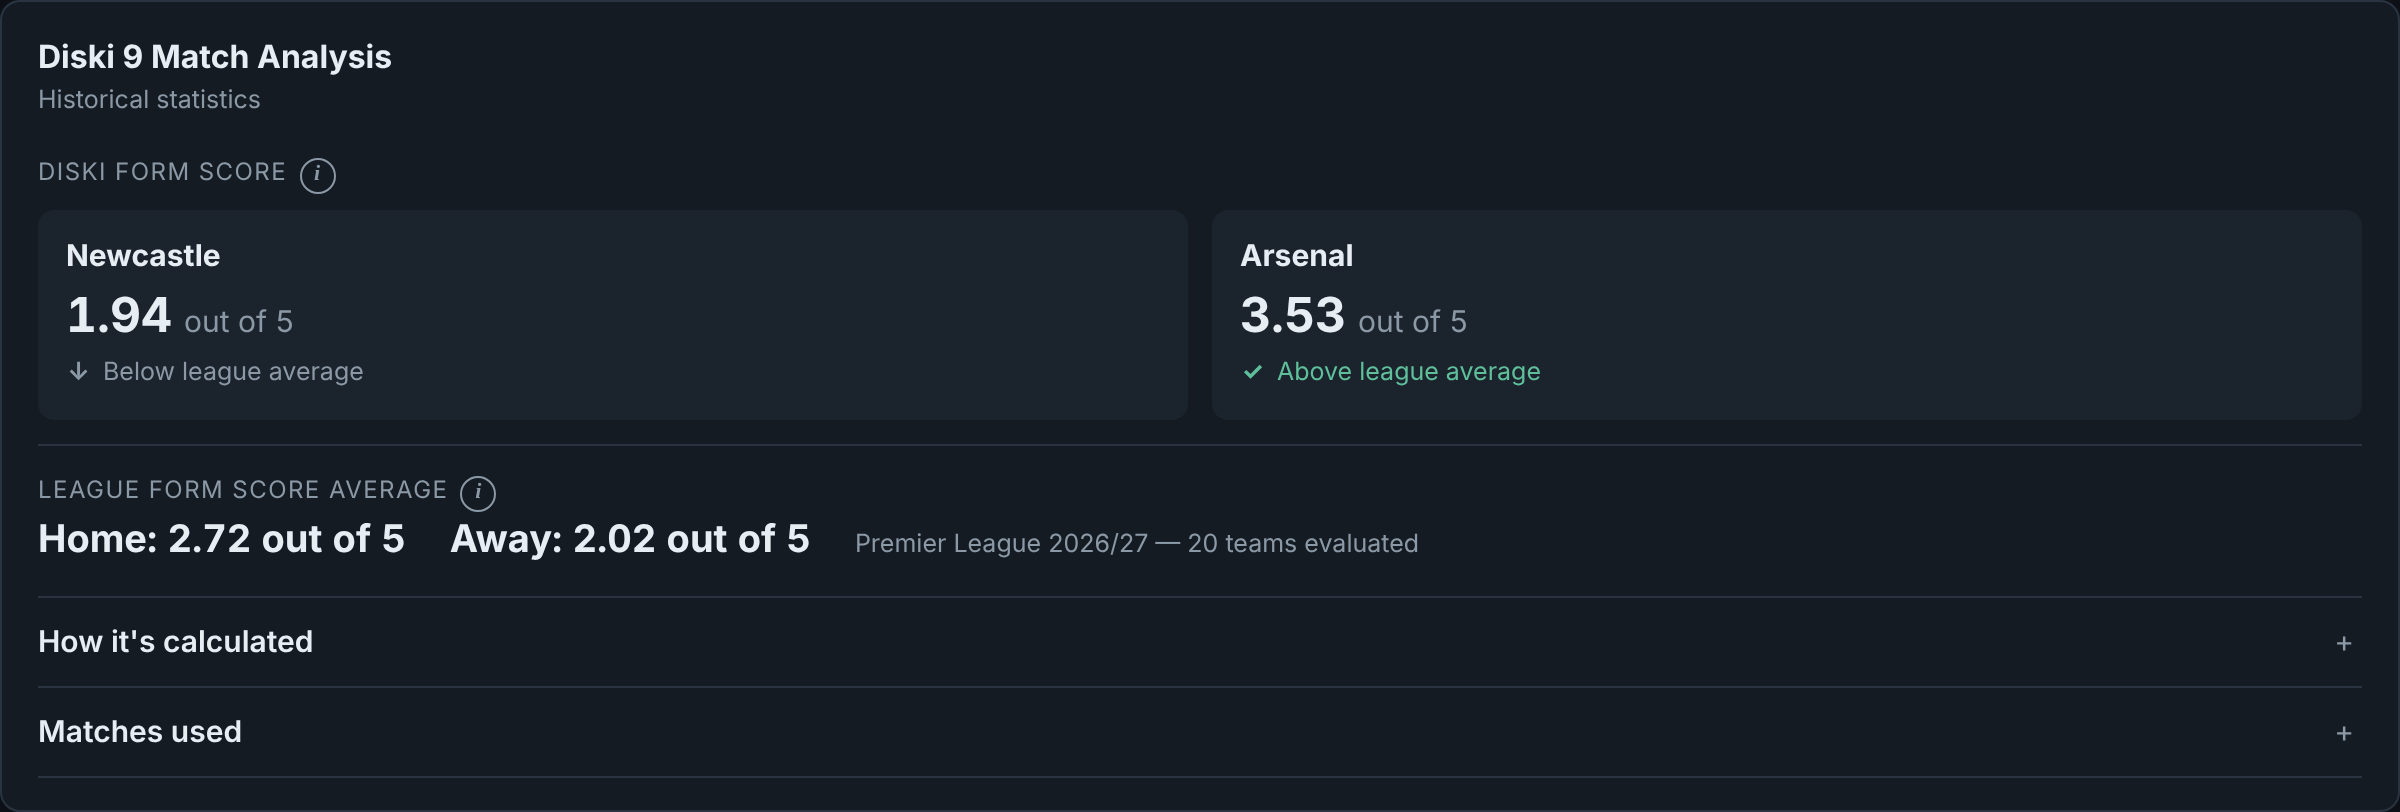 Diski 9 Match Analysis
Historical statistics
DISKI FORM SCORE i
Newcastle
1.94 out of 5
↓ Below league average
Arsenal
3.53 out of 5
✓ Above league average
LEAGUE FORM SCORE AVERAGE i
Home: 2.72 out of 5 Away: 2.02 out of 5 Premier League 2026/27 — 20 teams evaluated
How it's calculated +
Matches used +